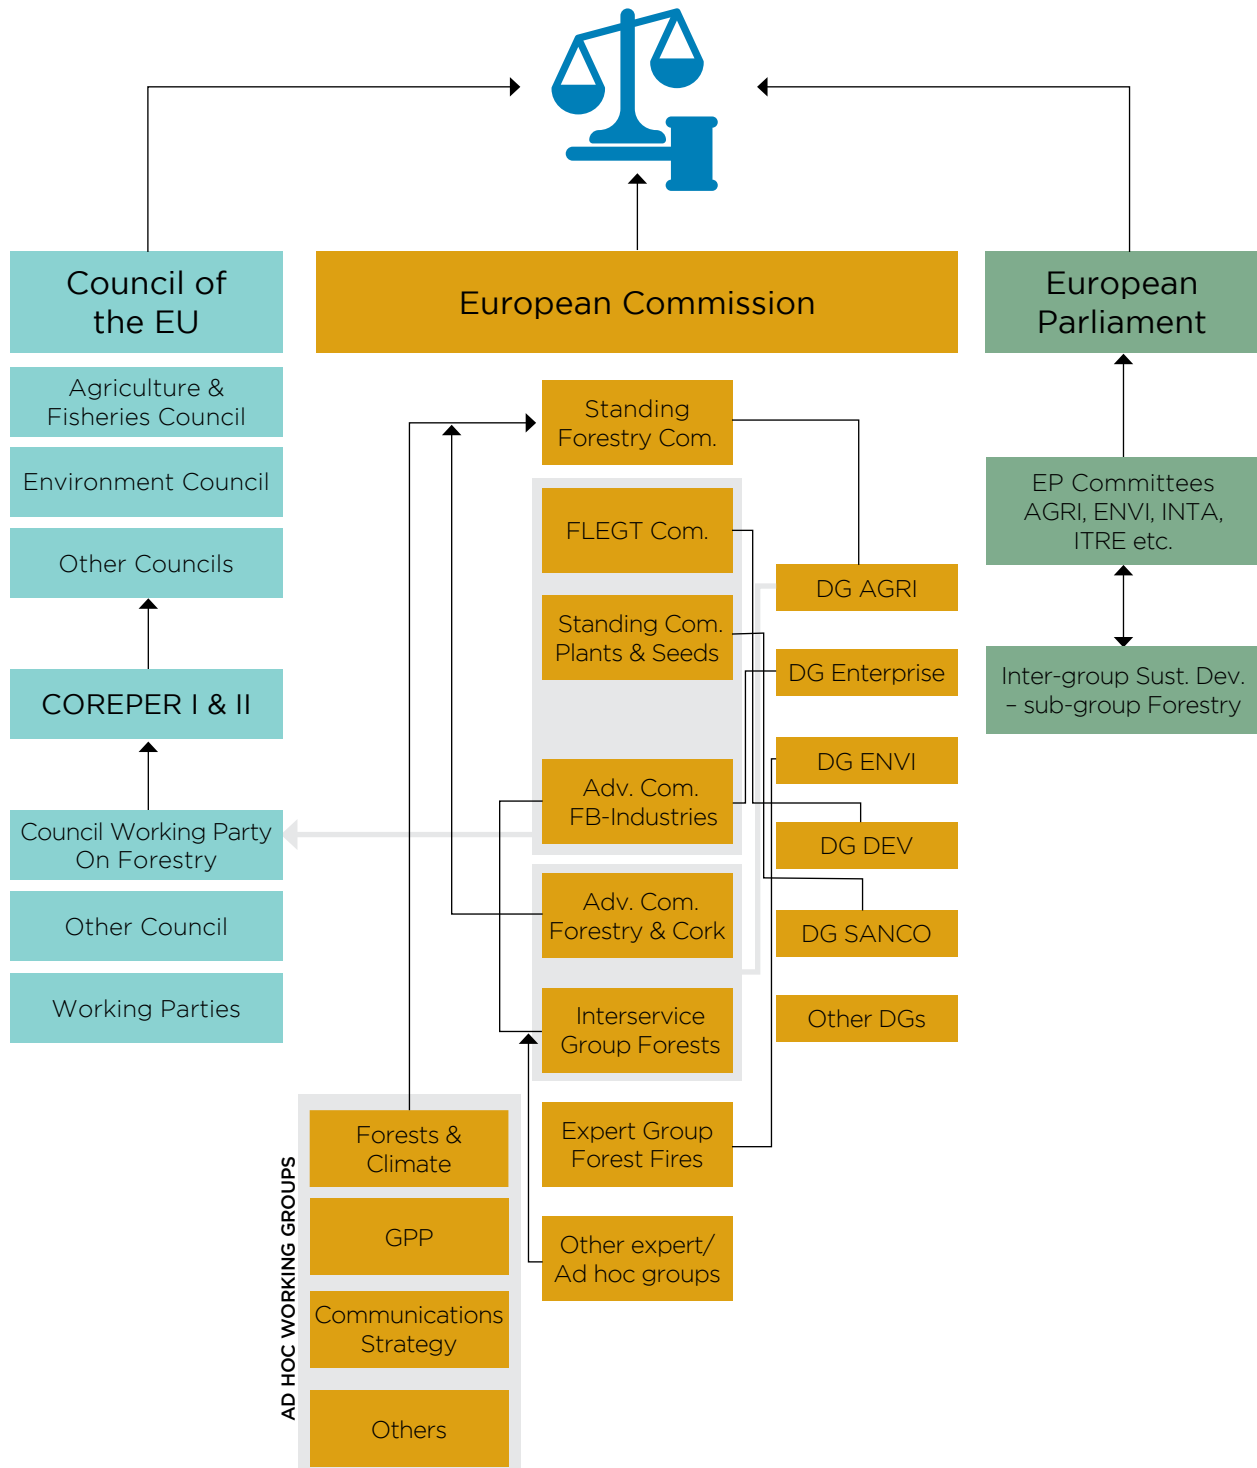 Council of
the EU
European Commission
European
Parliament
Agriculture &
Fisheries Council
Environment Council
Other Councils
COREPER I & II
Council Working Party
On Forestry
Other Council
Working Parties
Standing
Forestry Com.
FLEGT Com.
Standing Com.
Plants & Seeds
Adv. Com.
FB-Industries
Adv. Com.
Forestry & Cork
Interservice
Group Forests
Expert Group
Forest Fires
Other expert/
Ad hoc groups
DG AGRI
DG Enterprise
DG ENVI
DG DEV
DG SANCO
Other DGs
EP Committees
AGRI, ENVI, INTA,
ITRE etc.
Inter-group Sust. Dev.
– sub-group Forestry
AD HOC WORKING GROUPS
Forests &
Climate
GPP
Communications
Strategy
Others